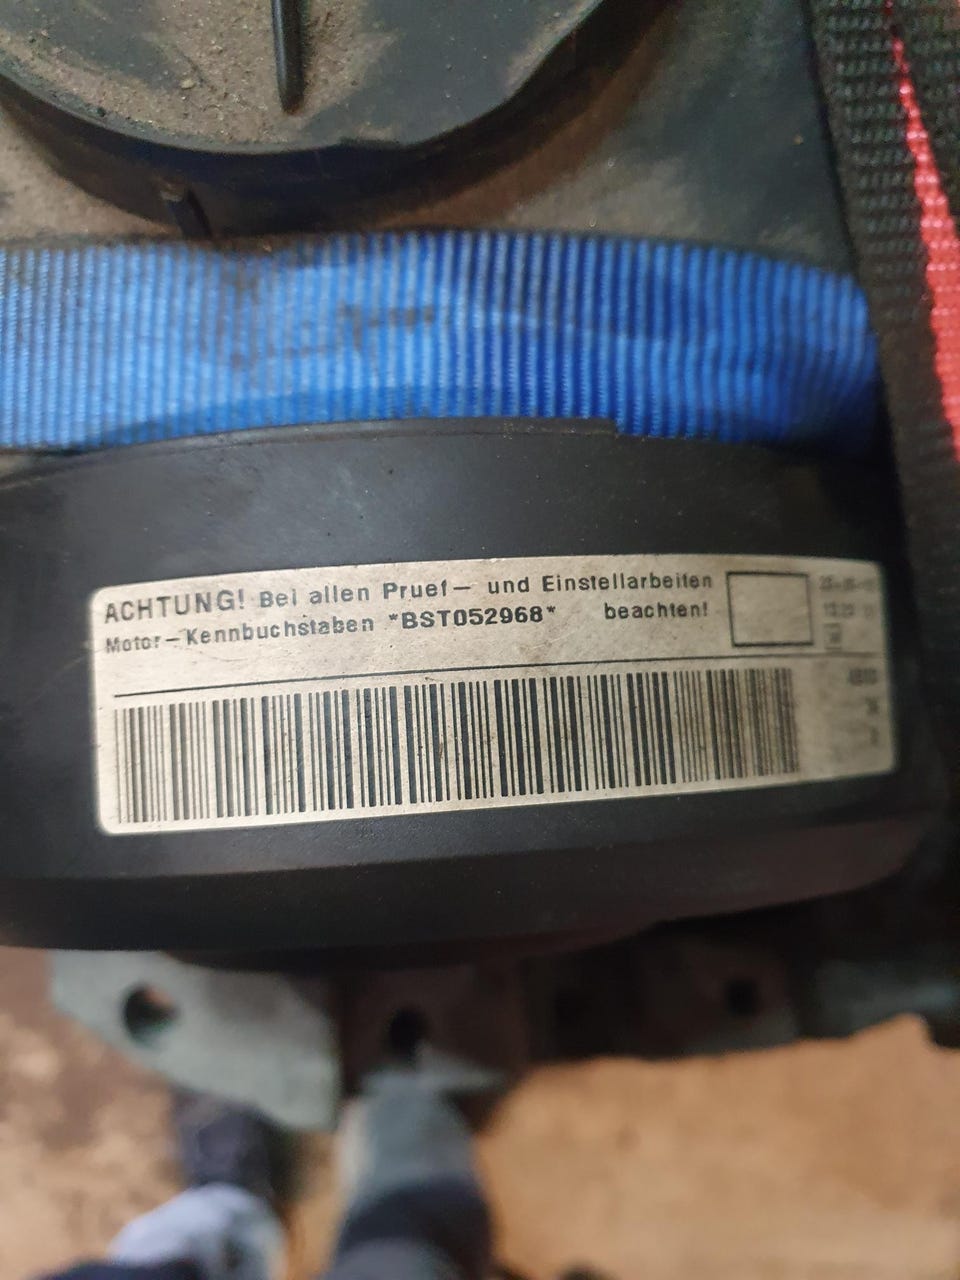 ACHTUNG! Bei allen Pruef- und Einstellarbeiten
Motor-Kennbuchstaben *BST052968* beachten!